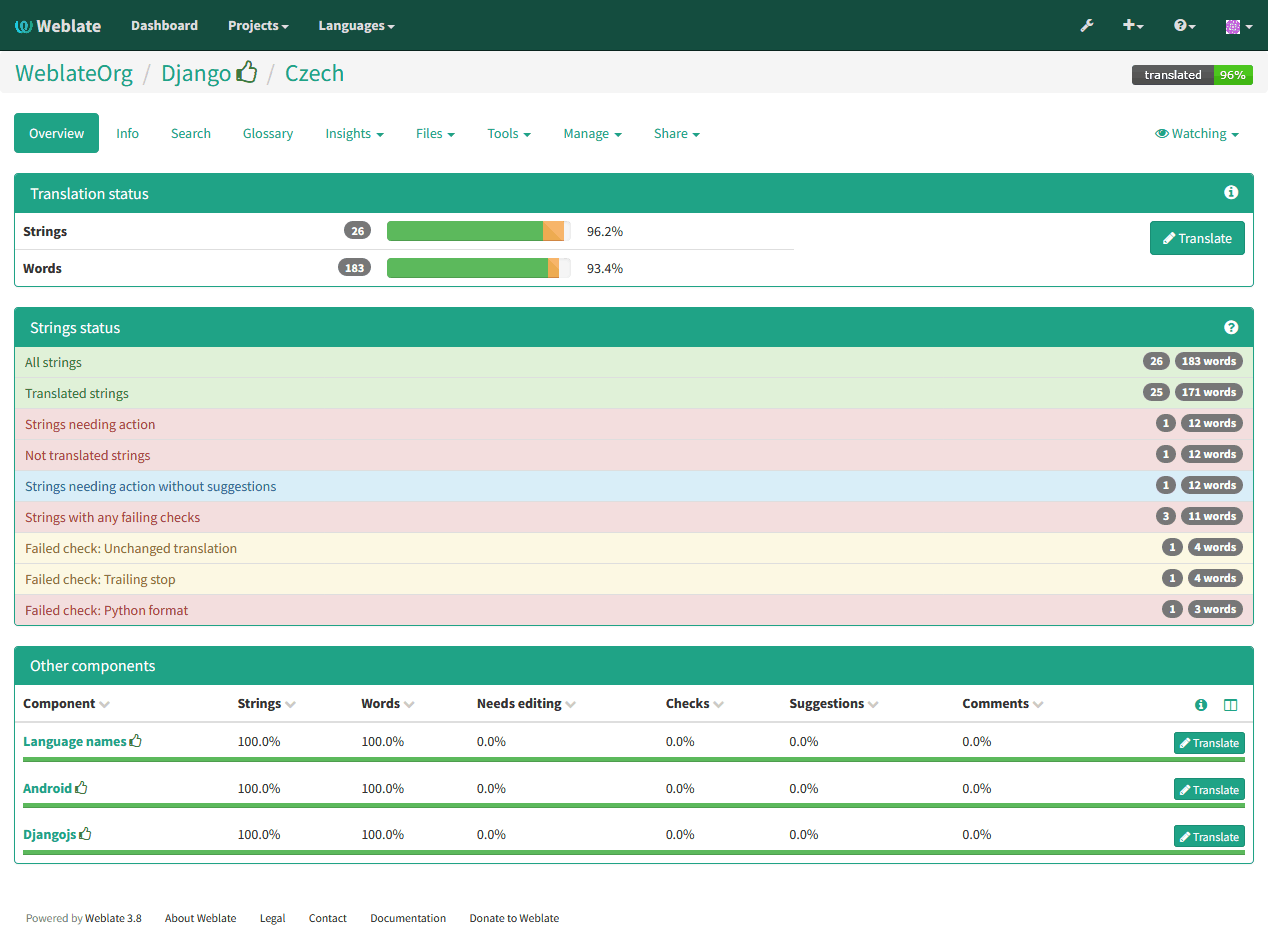 Weblate Dashboard Projects Languages
WeblateOrg / Django / Czech translated 96%
Overview Info Search Glossary Insights Files Tools Manage Share Watching
Translation status
Strings 26 96.2% Translate
Words 183 93.4%
Strings status
All strings 26 183 words
Translated strings 25 171 words
Strings needing action 1 12 words
Not translated strings 1 12 words
Strings needing action without suggestions 1 12 words
Strings with any failing checks 3 11 words
Failed check: Unchanged translation 1 4 words
Failed check: Trailing stop 1 4 words
Failed check: Python format 1 3 words
Other components
Component Strings Words Needs editing Checks Suggestions Comments
Language names 100.0% 100.0% 0.0% 0.0% 0.0% 0.0% Translate
Android 100.0% 100.0% 0.0% 0.0% 0.0% 0.0% Translate
Djangojs 100.0% 100.0% 0.0% 0.0% 0.0% 0.0% Translate
Powered by Weblate 3.8 About Weblate Legal Contact Documentation Donate to Weblate